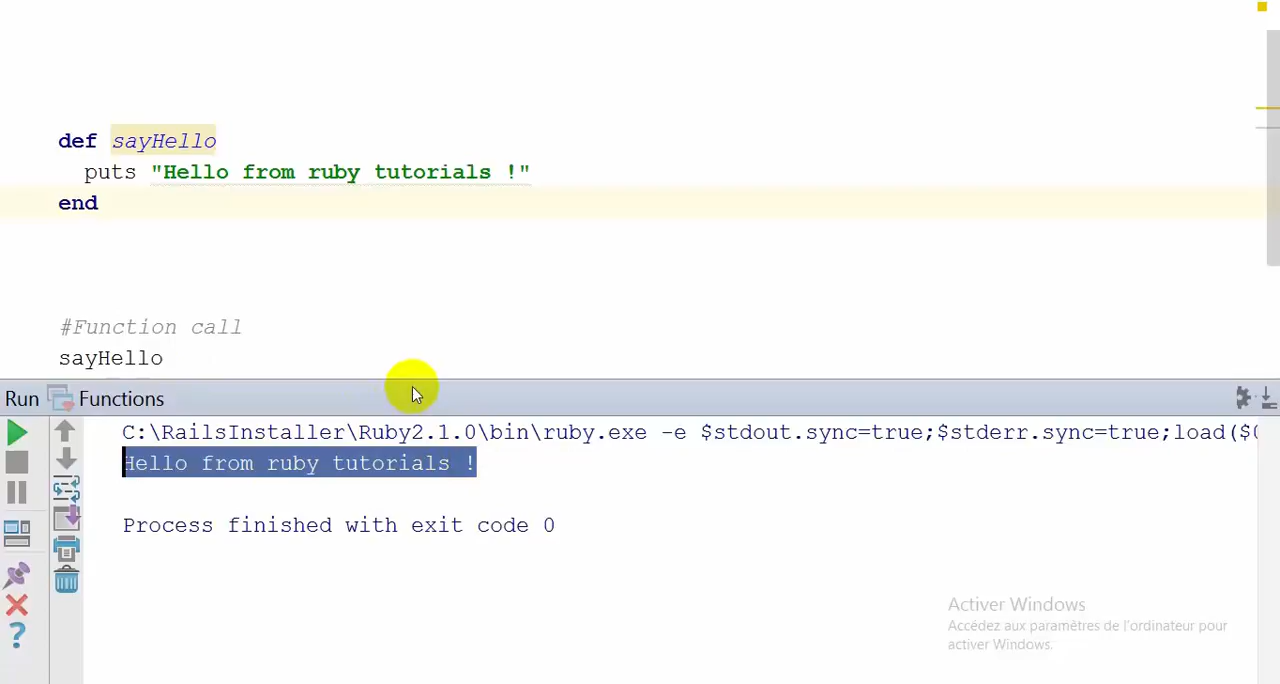 def sayHello
puts "Hello from ruby tutorials !"
end
#Function call
sayHello
Run Functions
C:\RailsInstaller\Ruby2.1.0\bin\ruby.exe -e $stdout.sync=true;$stderr.sync=true;load($
Hello from ruby tutorials !
Process finished with exit code 0
Activer Windows
Accédez aux paramètres de l'ordinateur pour
activer Windows.